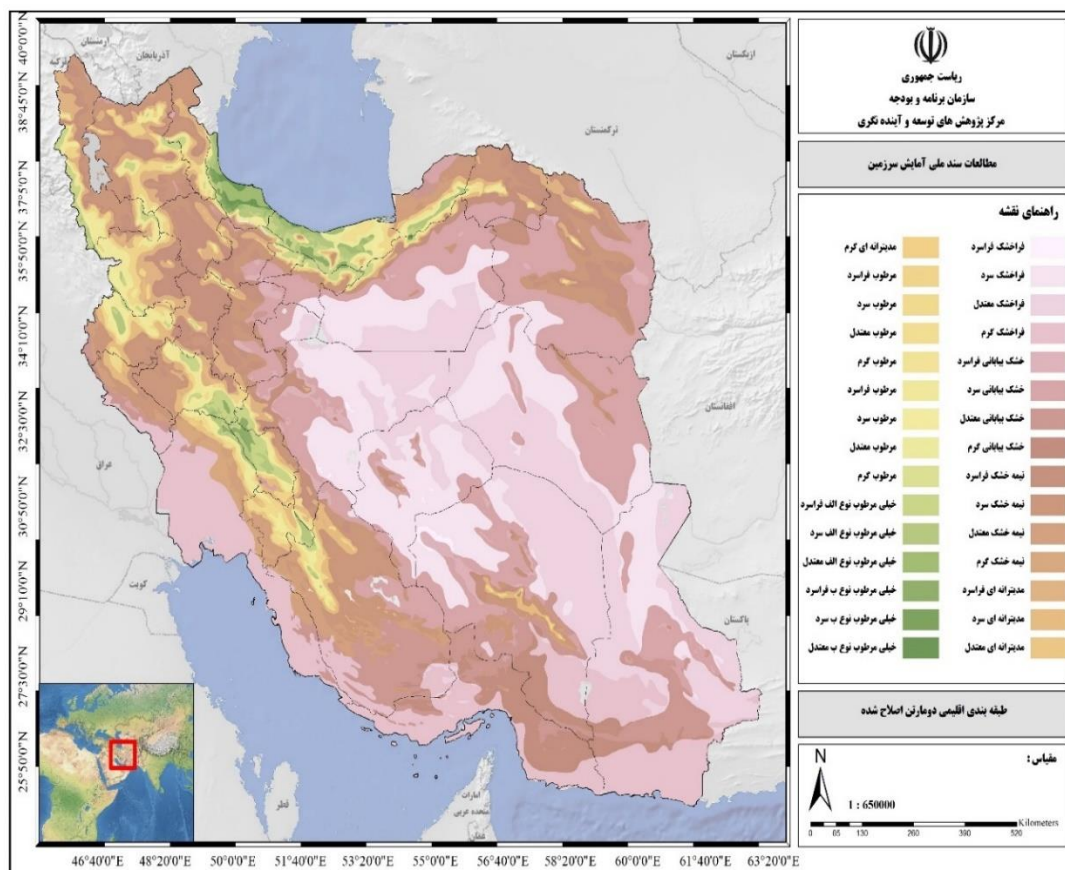 ریاست جمهوری
سازمان برنامه و بودجه
مرکز پژوهش های توسعه و آینده نگری
مطالعات سند ملی آمایش سرزمین
راهنمای نقشه
فراخشک فراسرد
فراخشک سرد
فراخشک معتدل
فراخشک گرم
خشک بیابانی فراسرد
خشک بیابانی سرد
خشک بیابانی معتدل
خشک بیابانی گرم
نیمه خشک فراسرد
نیمه خشک سرد
نیمه خشک معتدل
نیمه خشک گرم
مدیترانه ای فراسرد
مدیترانه ای سرد
مدیترانه ای معتدل
مدیترانه ای گرم
مرطوب فراسرد
مرطوب سرد
مرطوب معتدل
مرطوب گرم
مرطوب فراسرد
مرطوب سرد
مرطوب معتدل
مرطوب گرم
خیلی مرطوب نوع الف فراسرد
خیلی مرطوب نوع الف سرد
خیلی مرطوب نوع الف معتدل
خیلی مرطوب نوع ب فراسرد
خیلی مرطوب نوع ب سرد
خیلی مرطوب نوع ب معتدل
طبقه بندی اقلیمی دومارتن اصلاح شده
N
مقیاس :
1 : 650000
Kilometers
0 65 130 260 390 520
ارمنستان
آذربایجان
ترکیه
ازبکستان
ترکمنستان
افغانستان
عراق
کویت
پاکستان
قطر
امارات
متحده عربی
عمان
40°0'0"N
38°45'0"N
37°5'0"N
35°50'0"N
34°10'0"N
32°30'0"N
30°50'0"N
29°10'0"N
27°30'0"N
25°50'0"N
46°40'0"E 48°20'0"E 50°0'0"E 51°40'0"E 53°20'0"E 55°0'0"E 56°40'0"E 58°20'0"E 60°0'0"E 61°40'0"E 63°20'0"E